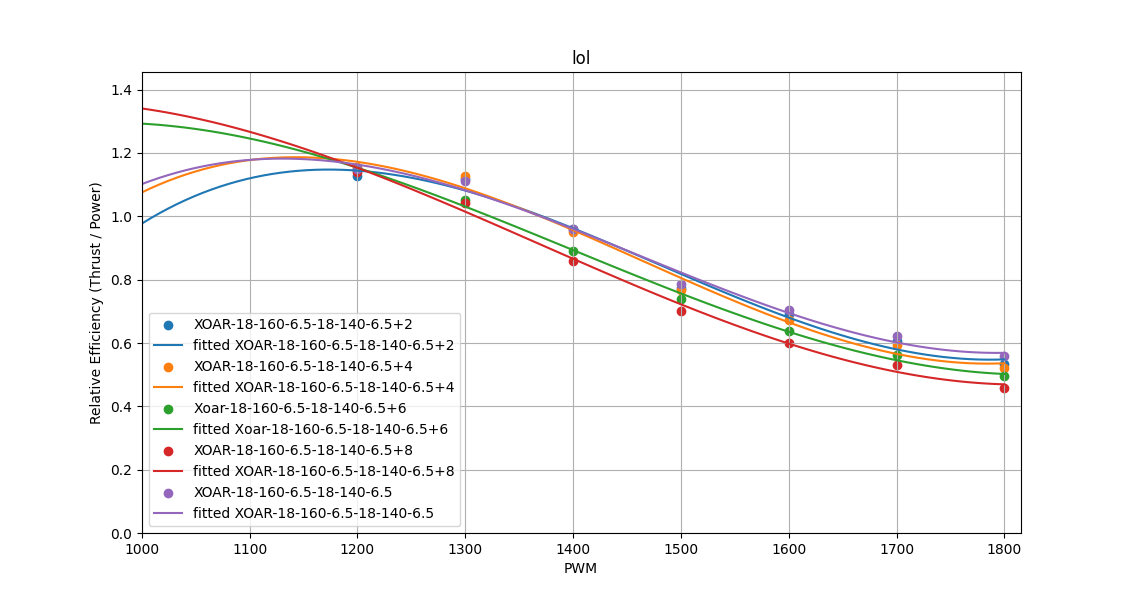 lol
Relative Efficiency (Thrust / Power)
1.4
1.2
1.0
0.8
0.6
0.4
0.2
0.0
XOAR-18-160-6.5-18-140-6.5+2
fitted XOAR-18-160-6.5-18-140-6.5+2
XOAR-18-160-6.5-18-140-6.5+4
fitted XOAR-18-160-6.5-18-140-6.5+4
Xoar-18-160-6.5-18-140-6.5+6
fitted Xoar-18-160-6.5-18-140-6.5+6
XOAR-18-160-6.5-18-140-6.5+8
fitted XOAR-18-160-6.5-18-140-6.5+8
XOAR-18-160-6.5-18-140-6.5
fitted XOAR-18-160-6.5-18-140-6.5
1000 1100 1200 1300 1400 1500 1600 1700 1800
PWM